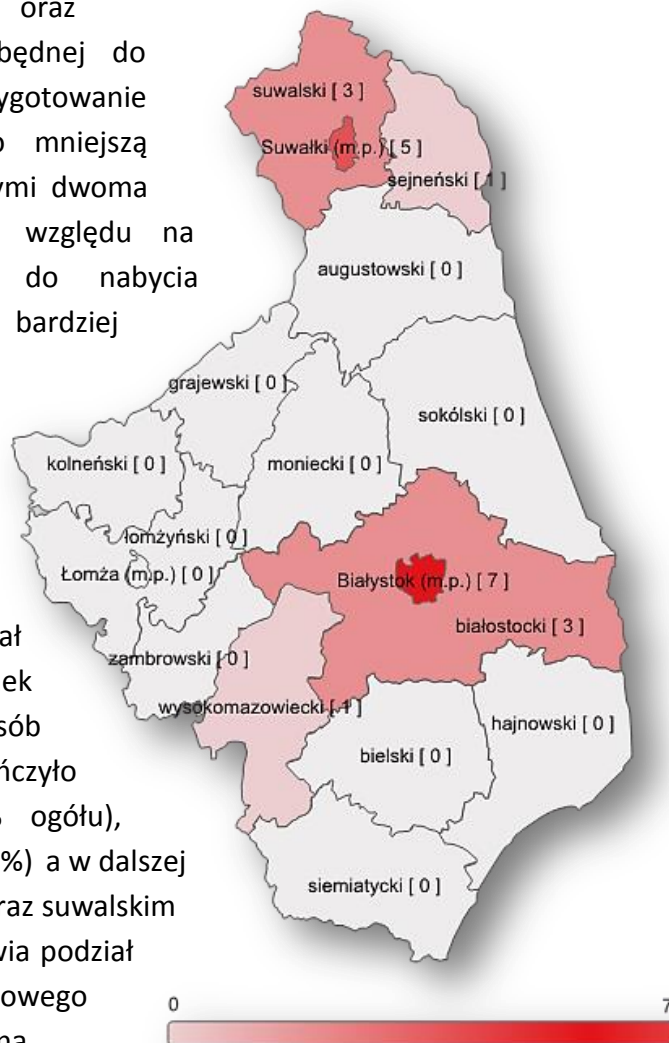 oraz
będnej do
ygotowanie
mniejszą
ymi dwoma
względu na
do nabycia
bardziej
suwalski [ 3 ]
Suwałki (m.p.) [ 5 ]
sejneński [ 1 ]
augustowski [ 0 ]
grajewski [ 0 ]
sokólski [ 0 ]
kolneński [ 0 ]
moniecki [ 0 ]
łomżyński [ 0 ]
Łomża (m.p.) [ 0 ]
Białystok (m.p.) [ 7 ]
białostocki [ 3 ]
zambrowski [ 0 ]
wysokomazowiecki [ 1 ]
hajnowski [ 0 ]
bielski [ 0 ]
siemiatycki [ 0 ]
ał
ek
sób
ńczyło
ogółu),
%) a w dalszej
raz suwalskim
wia podział
owego
0
7